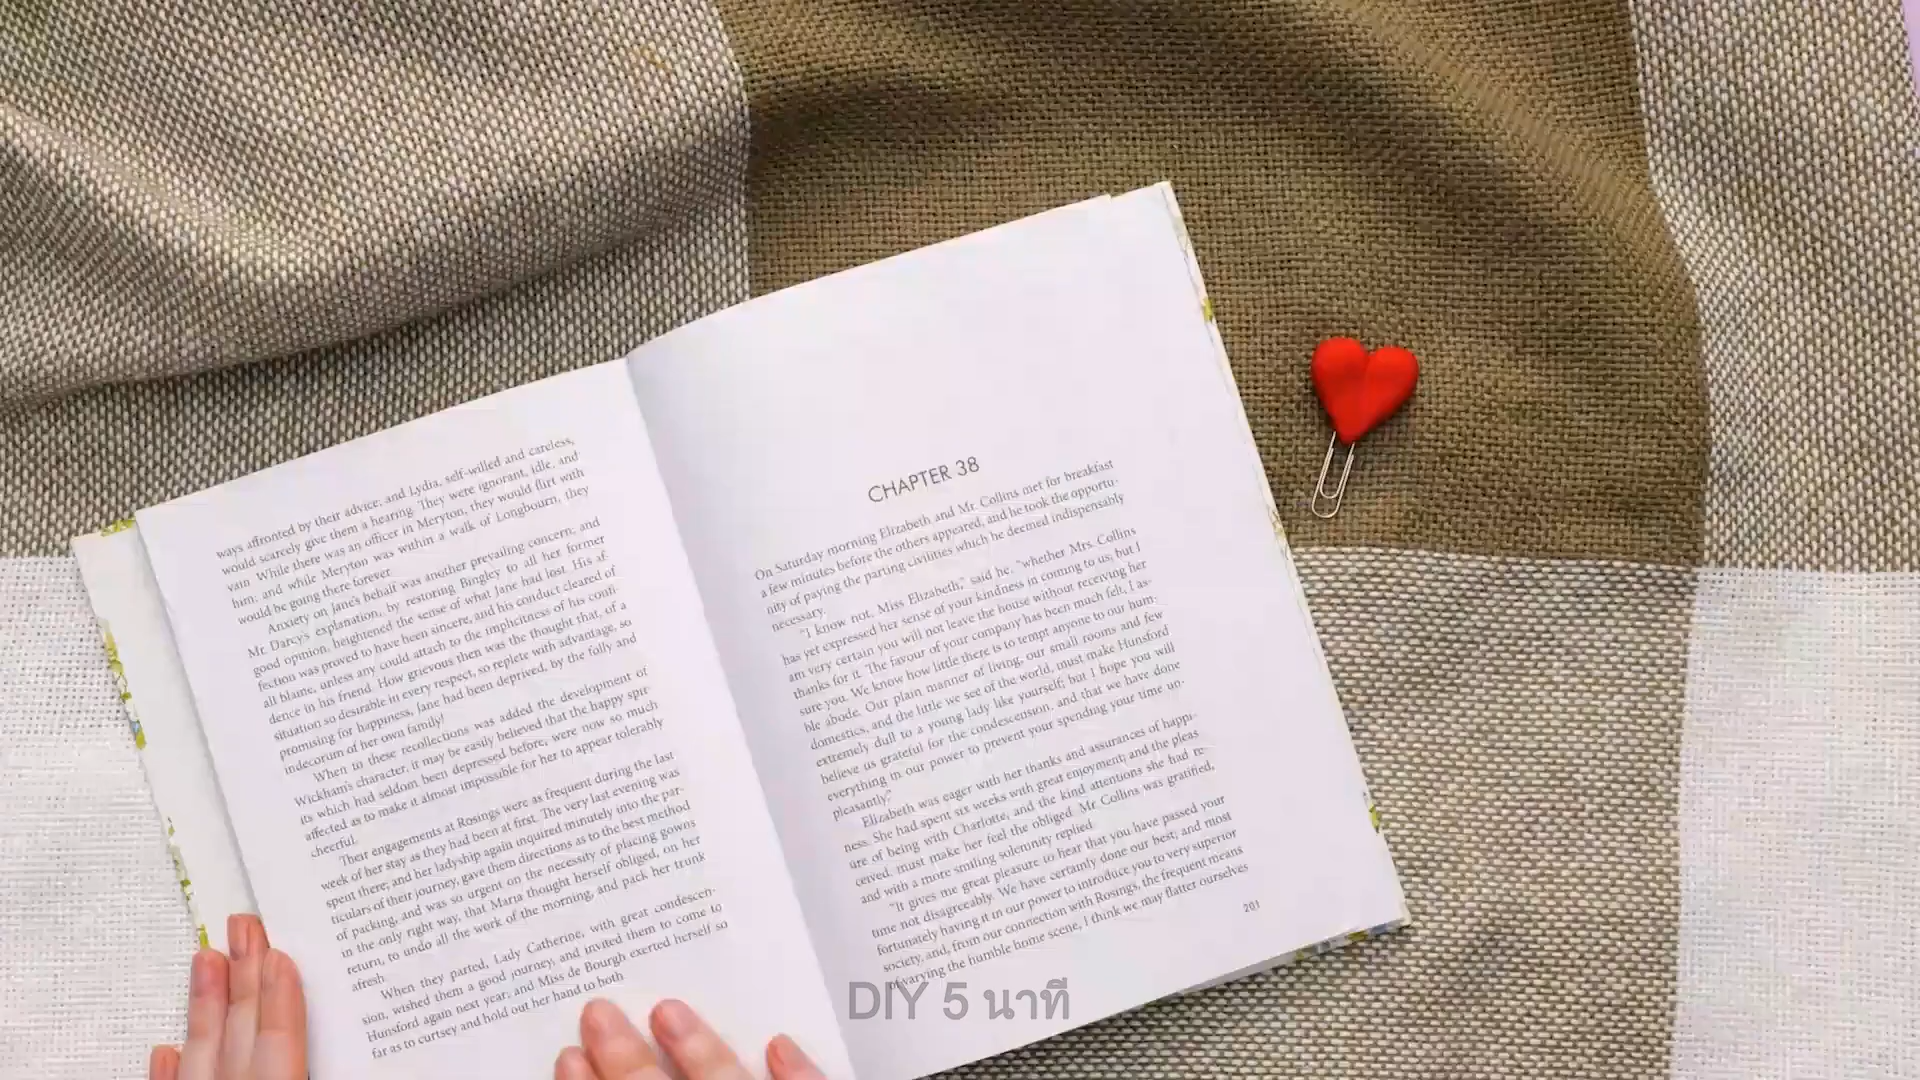 ways affronted by their advice; and Lydia, self-willed and careless,
would scarcely give them a hearing. They were ignorant, idle, and
vain. While there was an officer in Meryton, they would flirt with
him; and while Meryton was within a walk of Longbourn, they
would be going there forever.
Anxiety on Jane's behalf was another prevailing concern; and
Mr. Darcy's explanation, by restoring Bingley to all her former
good opinion, heightened the sense of what Jane had lost. His af-
fection was proved to have been sincere, and his conduct cleared of
all blame, unless any could attach to the implicitness of his confi-
dence in his friend. How grievous then was the thought that, of a
situation so desirable in every respect, so replete with advantage, so
promising for happiness, Jane had been deprived, by the folly and
indecorum of her own family!
When to these recollections was added the development of
Wickham's character, it may be easily believed that the happy spir-
its which had seldom been depressed before, were now so much
affected as to make it almost impossible for her to appear tolerably
cheerful.
Their engagements at Rosings were as frequent during the last
week of her stay as they had been at first. The very last evening was
spent there; and her ladyship again inquired minutely into the par-
ticulars of their journey, gave them directions as to the best method
of packing, and was so urgent on the necessity of placing gowns
in the only right way, that Maria thought herself obliged, on her
return, to undo all the work of the morning, and pack her trunk
afresh.
When they parted, Lady Catherine, with great condescen-
sion, wished them a good journey, and invited them to come to
Hunsford again next year; and Miss de Bourgh exerted herself so
far as to curtsey and hold out her hand to both
CHAPTER 38
On Saturday morning Elizabeth and Mr. Collins met for breakfast
a few minutes before the others appeared; and he took the opportu-
nity of paying the parting civilities which he deemed indispensably
necessary.
"I know not, Miss Elizabeth," said he, "whether Mrs. Collins
has yet expressed her sense of your kindness in coming to us; but I
am very certain you will not leave the house without receiving her
thanks for it. The favour of your company has been much felt, I as-
sure you. We know how little there is to tempt anyone to our hum-
ble abode. Our plain manner of living, our small rooms and few
domestics, and the little we see of the world, must make Hunsford
extremely dull to a young lady like yourself; but I hope you will
believe us grateful for the condescension, and that we have done
everything in our power to prevent your spending your time un-
pleasantly."
Elizabeth was eager with her thanks and assurances of happi-
ness. She had spent six weeks with great enjoyment; and the pleas
ure of being with Charlotte, and the kind attentions she had re-
ceived, must make her feel the obliged. Mr. Collins was gratified,
and with a more smiling solemnity replied
"It gives me great pleasure to hear that you have passed your
time not disagreeably. We have certainly done our best; and most
fortunately having it in our power to introduce you to very superior
society, and, from our connection with Rosings, the frequent means
of varying the humble home scene, I think we may flatter ourselves
201
DIY 5 นาที